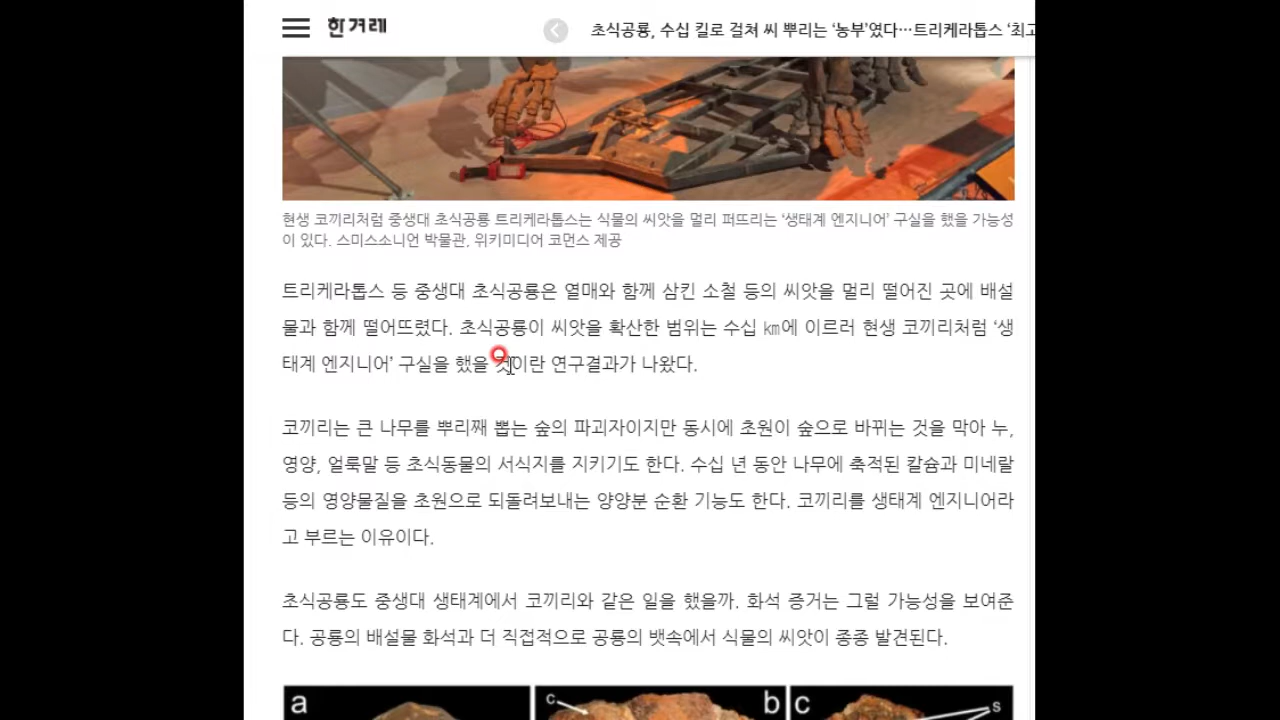 한겨레
초식공룡, 수십 킬로 걸쳐 씨 뿌리는 ‘농부’였다…트리케라톱스 ‘최고
현생 코끼리처럼 중생대 초식공룡 트리케라톱스는 식물의 씨앗을 멀리 퍼뜨리는 ‘생태계 엔지니어’ 구실을 했을 가능성
이 있다. 스미스소니언 박물관, 위키미디어 코먼스 제공
트리케라톱스 등 중생대 초식공룡은 열매와 함께 삼킨 소철 등의 씨앗을 멀리 떨어진 곳에 배설
물과 함께 떨어뜨렸다. 초식공룡이 씨앗을 확산한 범위는 수십 ㎞에 이르러 현생 코끼리처럼 ‘생
태계 엔지니어’ 구실을 했을 것이란 연구결과가 나왔다.
코끼리는 큰 나무를 뿌리째 뽑는 숲의 파괴자이지만 동시에 초원이 숲으로 바뀌는 것을 막아 누,
영양, 얼룩말 등 초식동물의 서식지를 지키기도 한다. 수십 년 동안 나무에 축적된 칼슘과 미네랄
등의 영양물질을 초원으로 되돌려보내는 양양분 순환 기능도 한다. 코끼리를 생태계 엔지니어라
고 부르는 이유이다.
초식공룡도 중생대 생태계에서 코끼리와 같은 일을 했을까. 화석 증거는 그럴 가능성을 보여준
다. 공룡의 배설물 화석과 더 직접적으로 공룡의 뱃속에서 식물의 씨앗이 종종 발견된다.
a c b c s